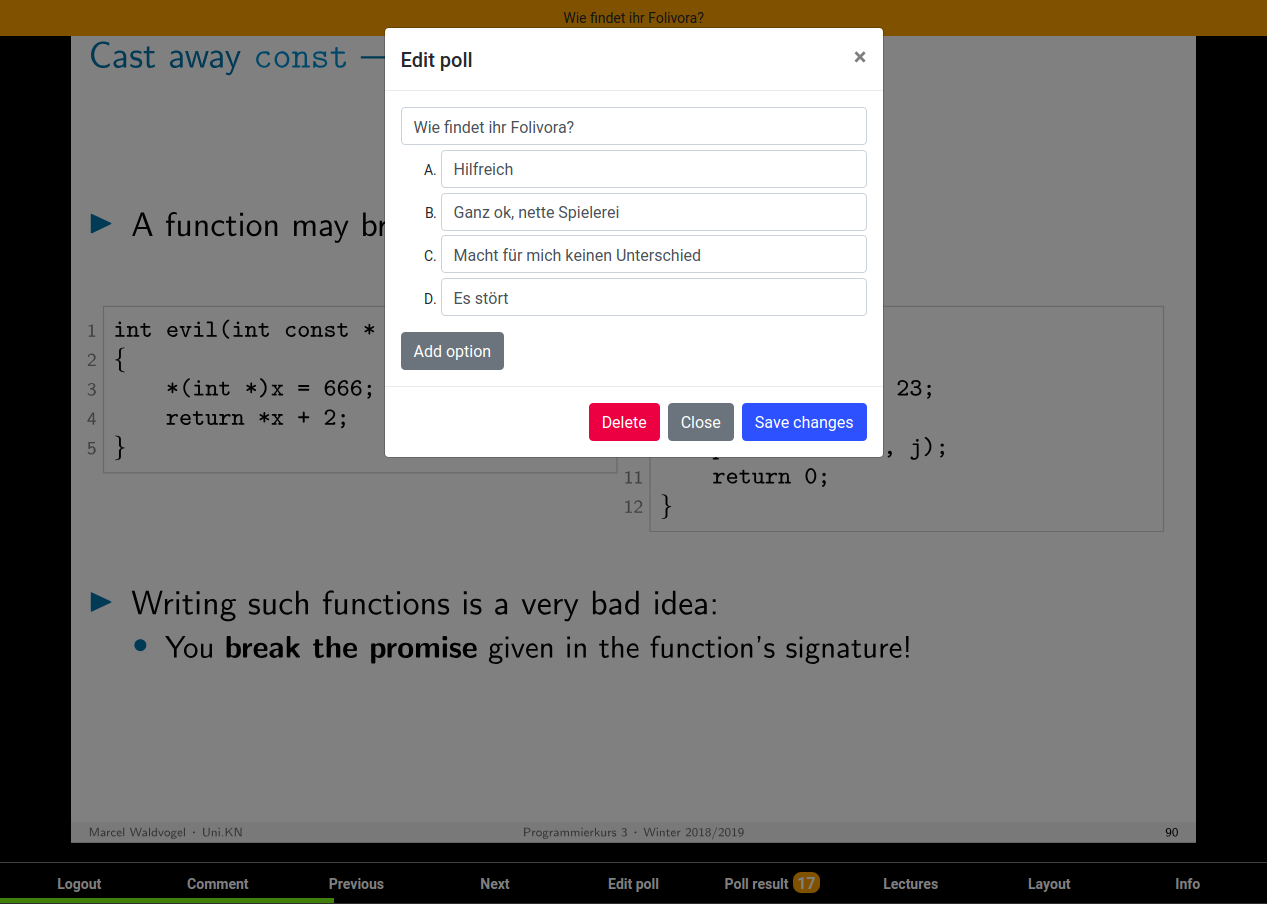 Wie findet ihr Folivora?
Cast away const —
Edit poll
×
Wie findet ihr Folivora?
A. Hilfreich
B. Ganz ok, nette Spielerei
C. Macht für mich keinen Unterschied
D. Es stört
Add option
Delete Close Save changes
▶ A function may
1 int evil(int const *
2 {
3 *(int *)x = 666;
4 return *x + 2;
5 }
23;
, j);
11 return 0;
12 }
▶ Writing such functions is a very bad idea:
• You break the promise given in the function's signature!
Marcel Waldvogel · Uni.KN Programmierkurs 3 · Winter 2018/2019 90
Logout Comment Previous Next Edit poll Poll result 17 Lectures Layout Info